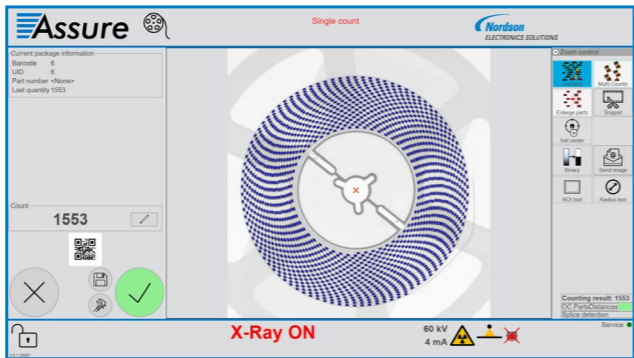 Assure
Single count
Nordson
ELECTRONICS SOLUTIONS
Current package information
Barcode 6
UID 6
Part number <None>
Last quantity 1553
Count
1553
Zoom control
Multi Counts
Enlarge parts
Snippet
Set center
Binary
Send image
ROI tool
Radius tool
Counting result: 1553
DC.PartsDistances
Splice detection
X-Ray ON
60 kV
4 mA
Service